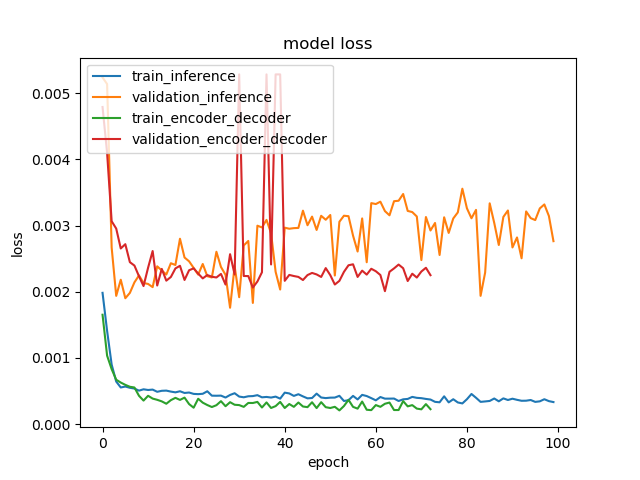 model loss
train_inference
validation_inference
train_encoder_decoder
validation_encoder_decoder
0.005
0.004
0.003
0.002
0.001
0.000
loss
0 20 40 60 80 100
epoch